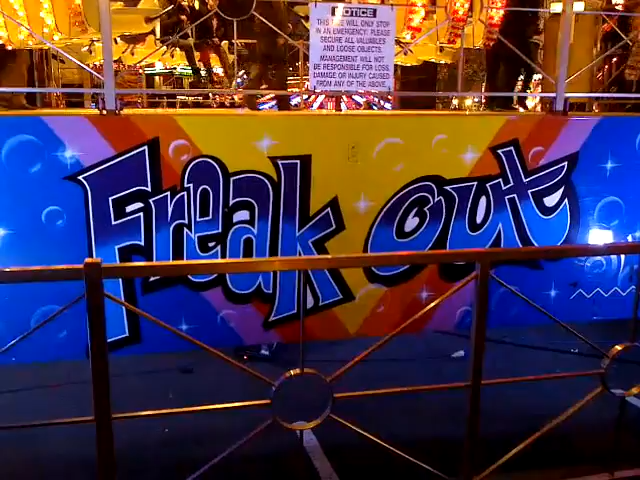 NOTICE
THIS RIDE WILL ONLY STOP
IN AN EMERGENCY. PLEASE
SECURE ALL VALUABLES
AND LOOSE OBJECTS.
MANAGEMENT WILL NOT
BE RESPONSIBLE FOR LOSS,
DAMAGE OR INJURY CAUSED
FROM ANY OF THE ABOVE.
Freak Out